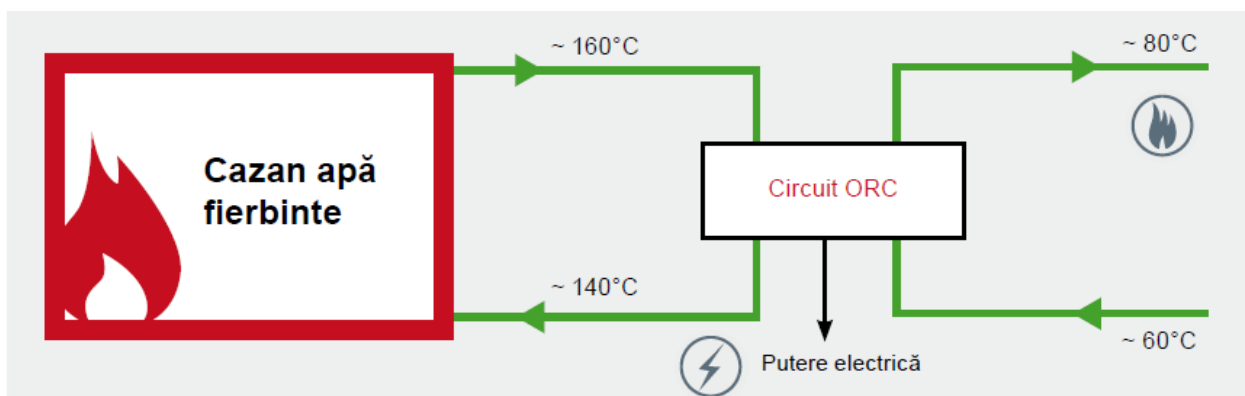 ~ 160°C
~ 80°C
Cazan apă
fierbinte
Circuit ORC
~ 140°C
~ 60°C
Putere electrică